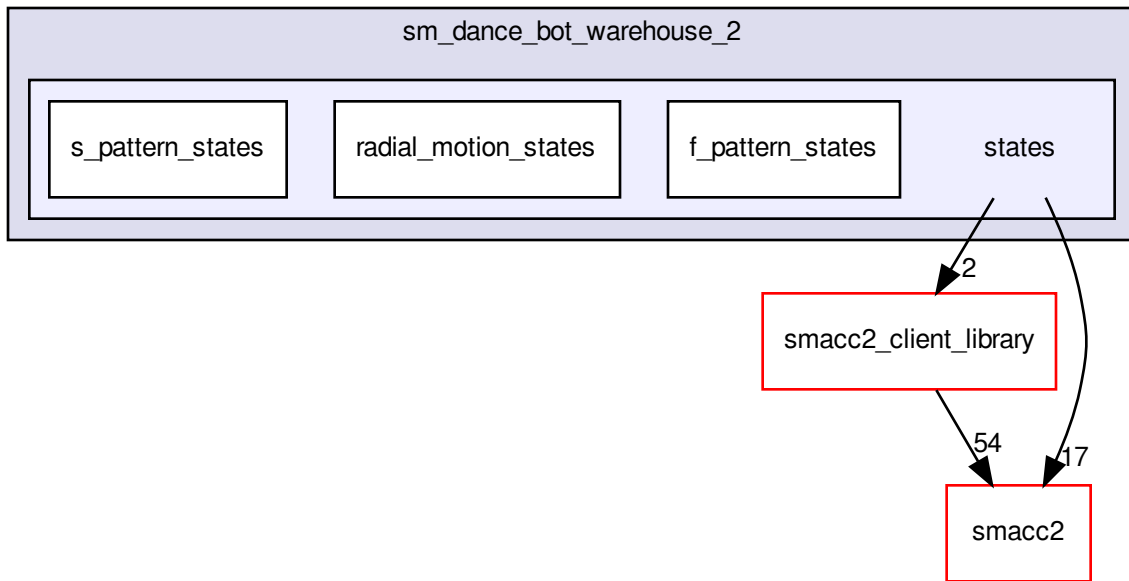 sm_dance_bot_warehouse_2
s_pattern_states
radial_motion_states
f_pattern_states
states
2
smacc2_client_library
54
17
smacc2